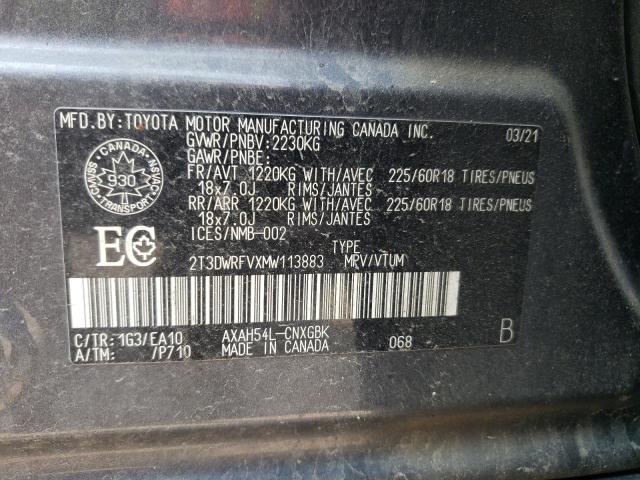 MFD.BY:TOYOTA MOTOR MANUFACTURING CANADA INC. 03/21
GVWR/PNBV:2230KG
GAWR/PNBE:
FR/AVT 1220KG WITH/AVEC 225/60R18 TIRES/PNEUS
18x7.0J RIMS/JANTES
RR/ARR 1220KG WITH/AVEC 225/60R18 TIRES/PNEUS
18x7.0J RIMS/JANTES
ICES/NMB-002
CANADA
930
TRANSPORT
EC
TYPE
2T3DWRFVXMW113883 MPV/VTUM
C/TR:1G3/EA10 AXAH54L-CNXGBK
A/TM: /P710 MADE IN CANADA 068 B